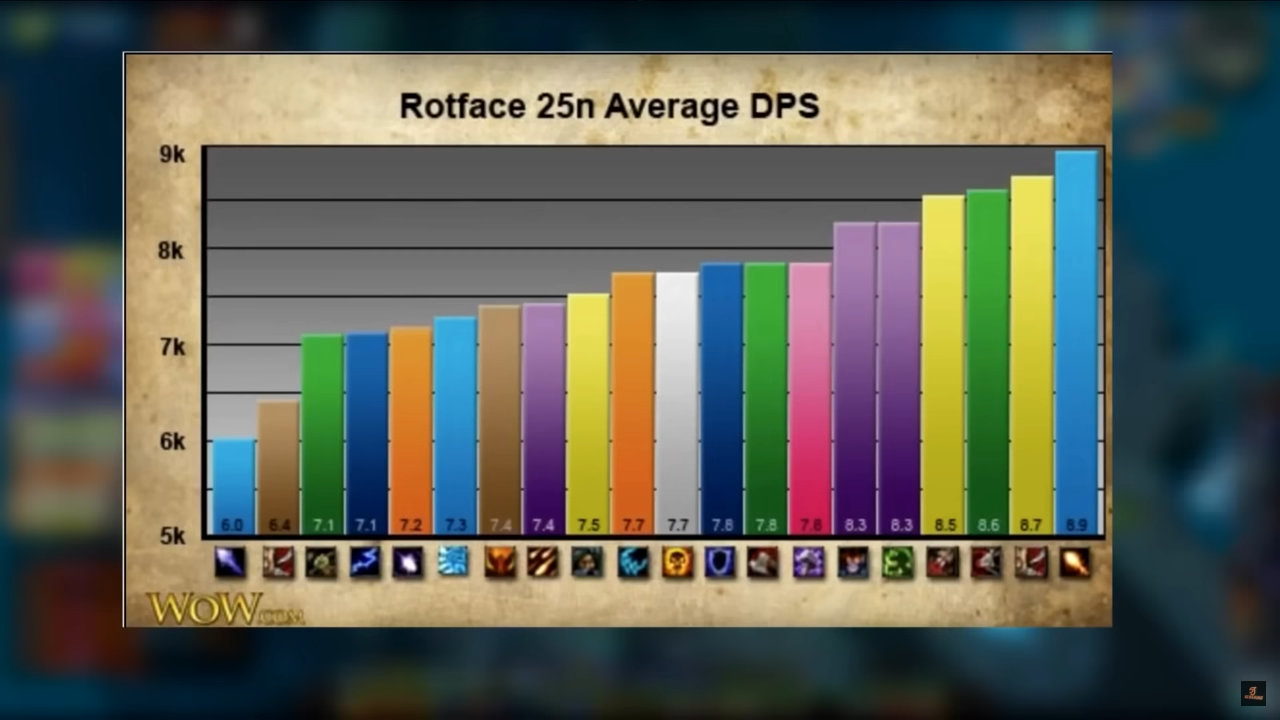 Rotface 25n Average DPS
9k
8k
7k
6k
5k
6.0 6.4 7.1 7.1 7.2 7.3 7.4 7.4 7.5 7.7 7.7 7.8 7.8 7.8 8.3 8.3 8.5 8.6 8.7 8.9
WOW.COM